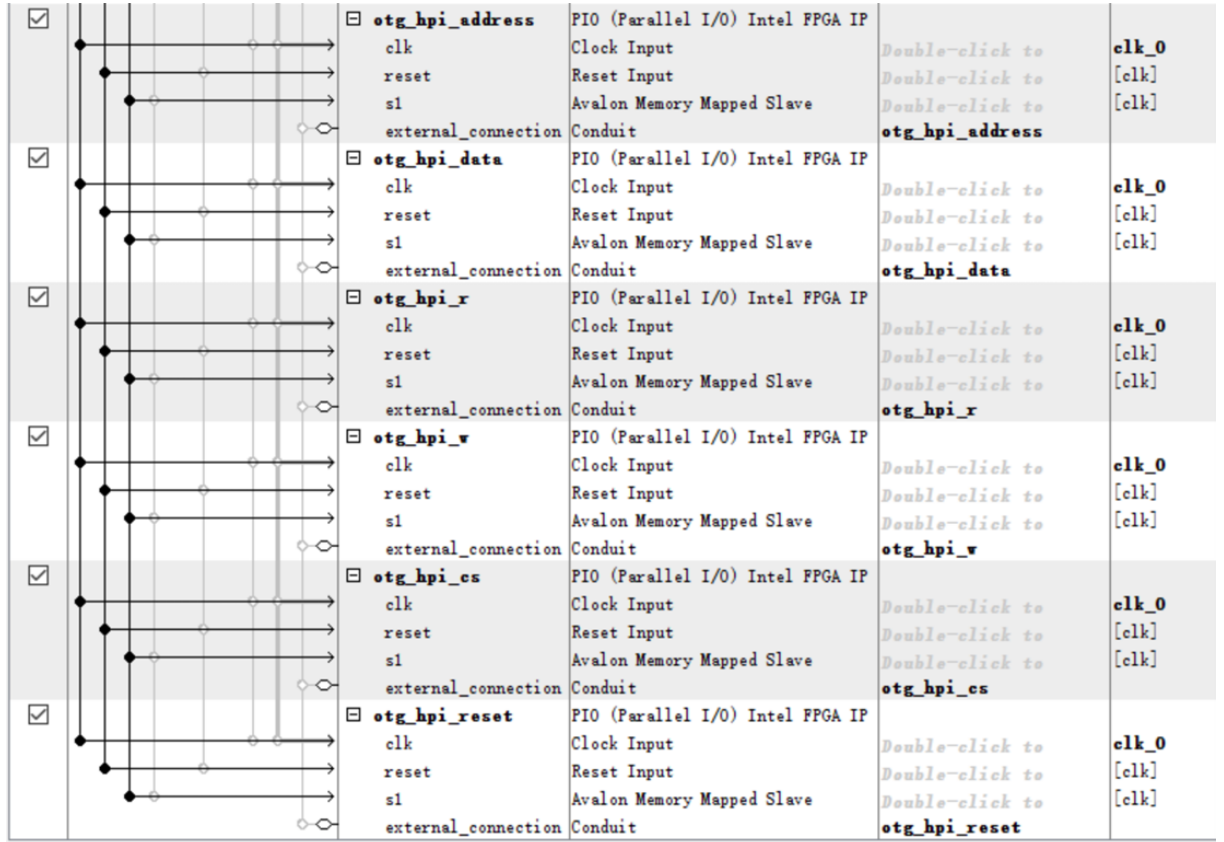 otg_hpi_address PIO (Parallel I/O) Intel FPGA IP
clk Clock Input Double-click to clk_0
reset Reset Input Double-click to [clk]
s1 Avalon Memory Mapped Slave Double-click to [clk]
external_connection Conduit otg_hpi_address
otg_hpi_data PIO (Parallel I/O) Intel FPGA IP
clk Clock Input Double-click to clk_0
reset Reset Input Double-click to [clk]
s1 Avalon Memory Mapped Slave Double-click to [clk]
external_connection Conduit otg_hpi_data
otg_hpi_r PIO (Parallel I/O) Intel FPGA IP
clk Clock Input Double-click to clk_0
reset Reset Input Double-click to [clk]
s1 Avalon Memory Mapped Slave Double-click to [clk]
external_connection Conduit otg_hpi_r
otg_hpi_w PIO (Parallel I/O) Intel FPGA IP
clk Clock Input Double-click to clk_0
reset Reset Input Double-click to [clk]
s1 Avalon Memory Mapped Slave Double-click to [clk]
external_connection Conduit otg_hpi_w
otg_hpi_cs PIO (Parallel I/O) Intel FPGA IP
clk Clock Input Double-click to clk_0
reset Reset Input Double-click to [clk]
s1 Avalon Memory Mapped Slave Double-click to [clk]
external_connection Conduit otg_hpi_cs
otg_hpi_reset PIO (Parallel I/O) Intel FPGA IP
clk Clock Input Double-click to clk_0
reset Reset Input Double-click to [clk]
s1 Avalon Memory Mapped Slave Double-click to [clk]
external_connection Conduit otg_hpi_reset